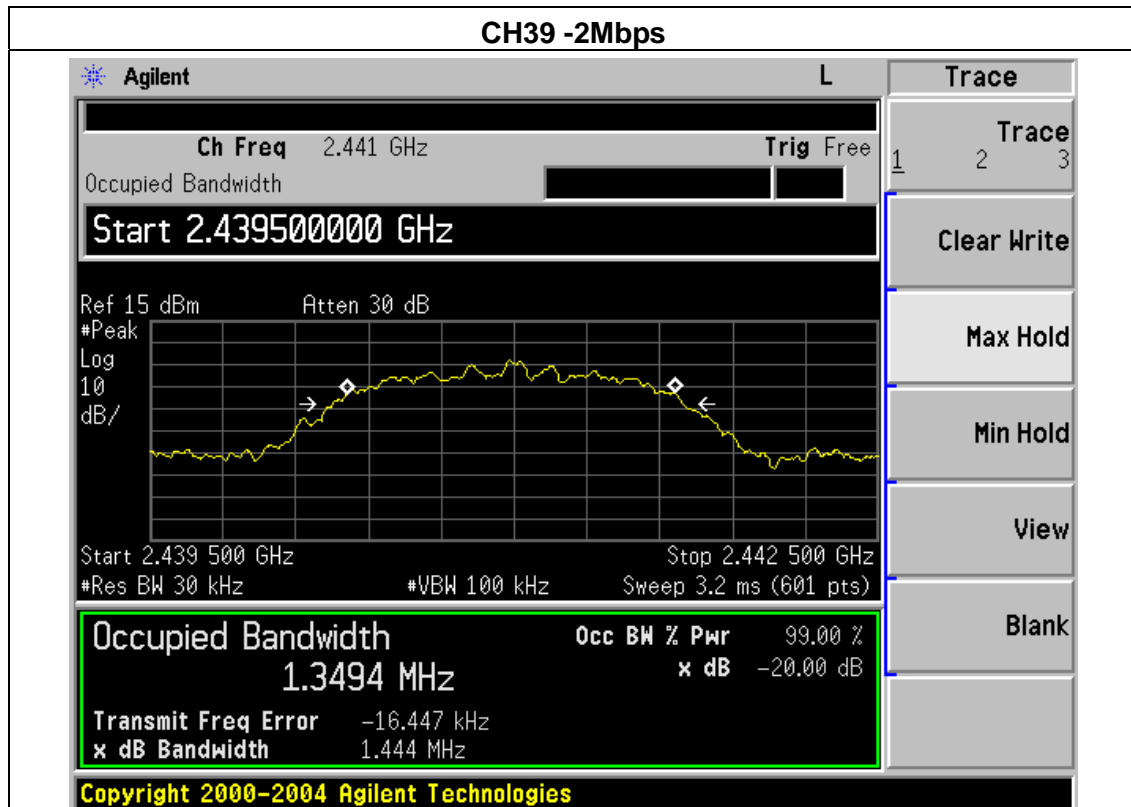 CH39 -2Mbps
Agilent L Trace
Ch Freq 2.441 GHz Trig Free
Occupied Bandwidth
Trace
1 2 3
Start 2.439500000 GHz
Clear Write
Ref 15 dBm Atten 30 dB
#Peak
Log
10
dB/
Max Hold
Min Hold
Start 2.439 500 GHz Stop 2.442 500 GHz
#Res BW 30 kHz #VBW 100 kHz Sweep 3.2 ms (601 pts)
View
Occupied Bandwidth Occ BW % Pwr 99.00 %
1.3494 MHz x dB -20.00 dB
Blank
Transmit Freq Error -16.447 kHz
x dB Bandwidth 1.444 MHz
Copyright 2000-2004 Agilent Technologies